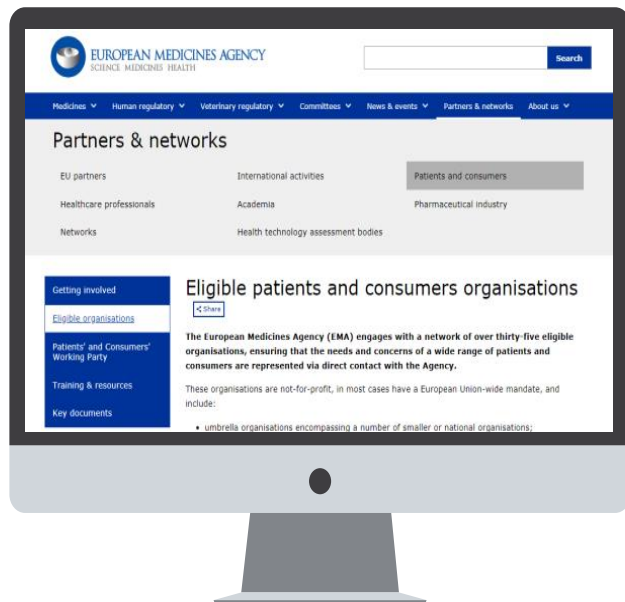 EUROPEAN MEDICINES AGENCY
SCIENCE MEDICINES HEALTH
Search
Medicines Human regulatory Veterinary regulatory Committees News & events Partners & networks About us
Partners & networks
EU partners International activities Patients and consumers
Healthcare professionals Academia Pharmaceutical industry
Networks Health technology assessment bodies
Getting involved
Eligible organisations
Patients' and Consumers'
Working Party
Training & resources
Key documents
Eligible patients and consumers organisations
Share
The European Medicines Agency (EMA) engages with a network of over thirty-five eligible
organisations, ensuring that the needs and concerns of a wide range of patients and
consumers are represented via direct contact with the Agency.
These organisations are not-for-profit, in most cases have a European Union-wide mandate, and
include:
• umbrella organisations encompassing a number of smaller or national organisations;